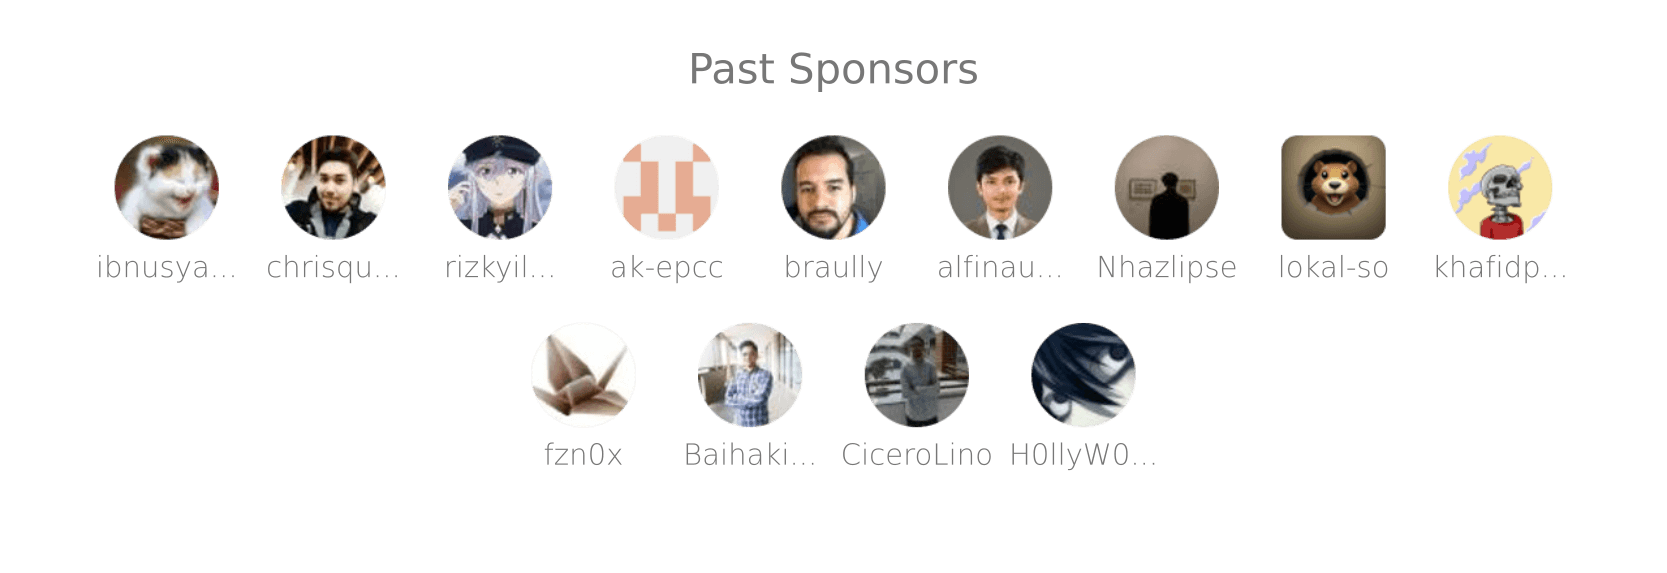 Past Sponsors
ibnusya... chrisqu... rizkyil... ak-epcc braully alfinau... Nhazlipse lokal-so khafidp...
fzn0x Baihaki... CiceroLino H0llyW0...